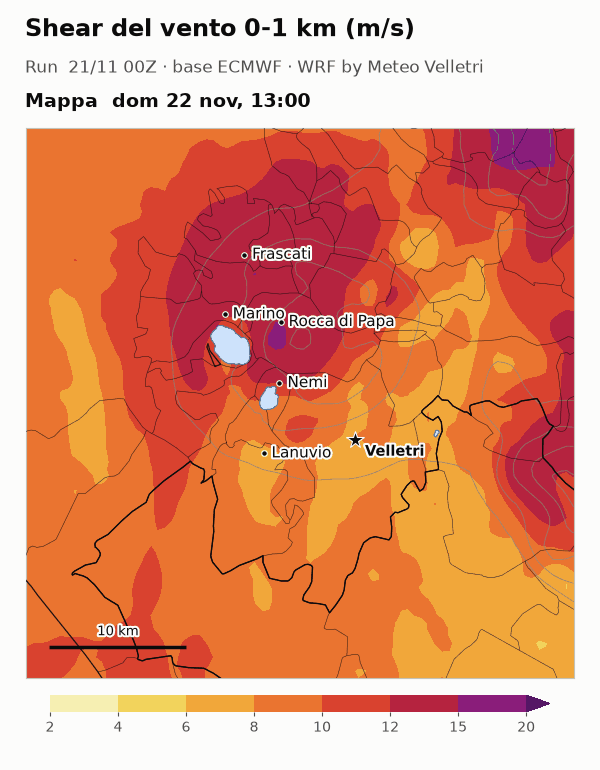 Shear del vento 0-1 km (m/s)
Run  21/11 00Z · base ECMWF · WRF by Meteo Velletri
Mappa  dom 22 nov, 13:00
Frascati
Marino
Rocca di Papa
Nemi
Velletri
Lanuvio
10 km
2 4 6 8 10 12 15 20